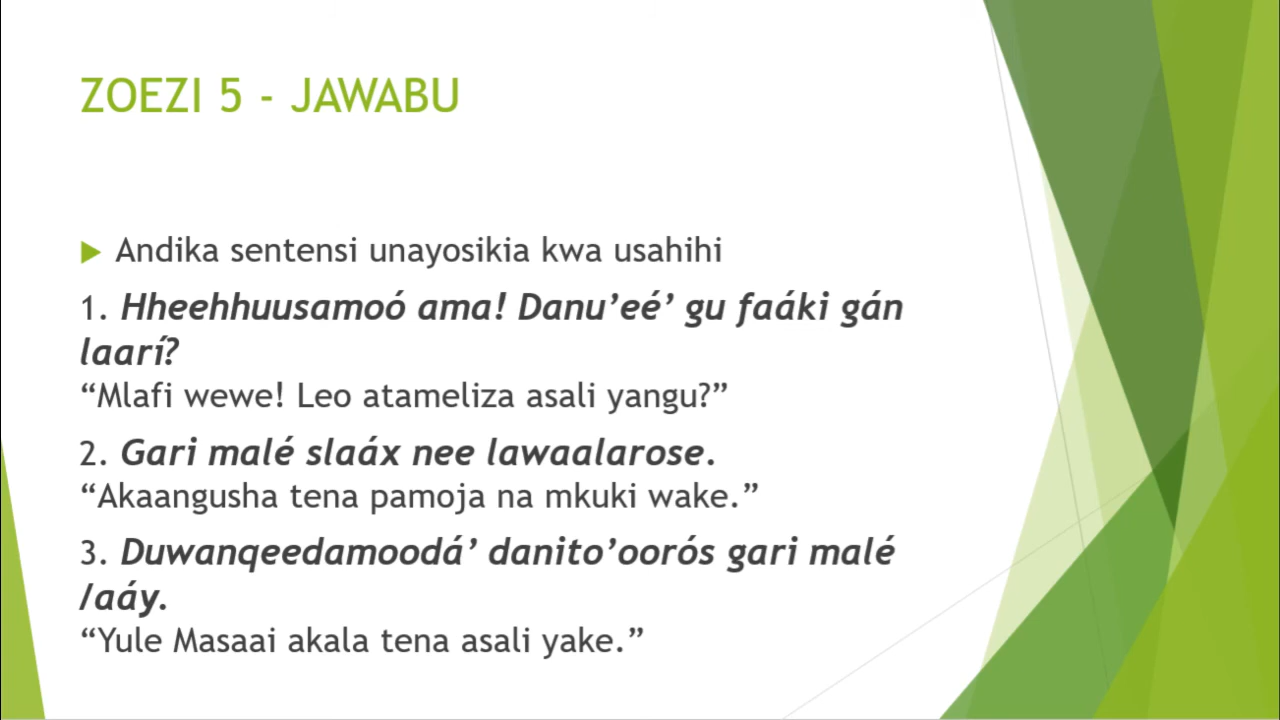 ZOEZI 5 - JAWABU
Andika sentensi unayosikia kwa usahihi
1. Hheehhuusamoó ama! Danu’eé’ gu faáki gán
laarí?
“Mlafi wewe! Leo atameliza asali yangu?”
2. Gari malé slaáx nee lawaalarose.
“Akaangusha tena pamoja na mkuki wake.”
3. Duwanqeedamoodá’ danito’oorós gari malé
/aáy.
“Yule Masaai akala tena asali yake.”